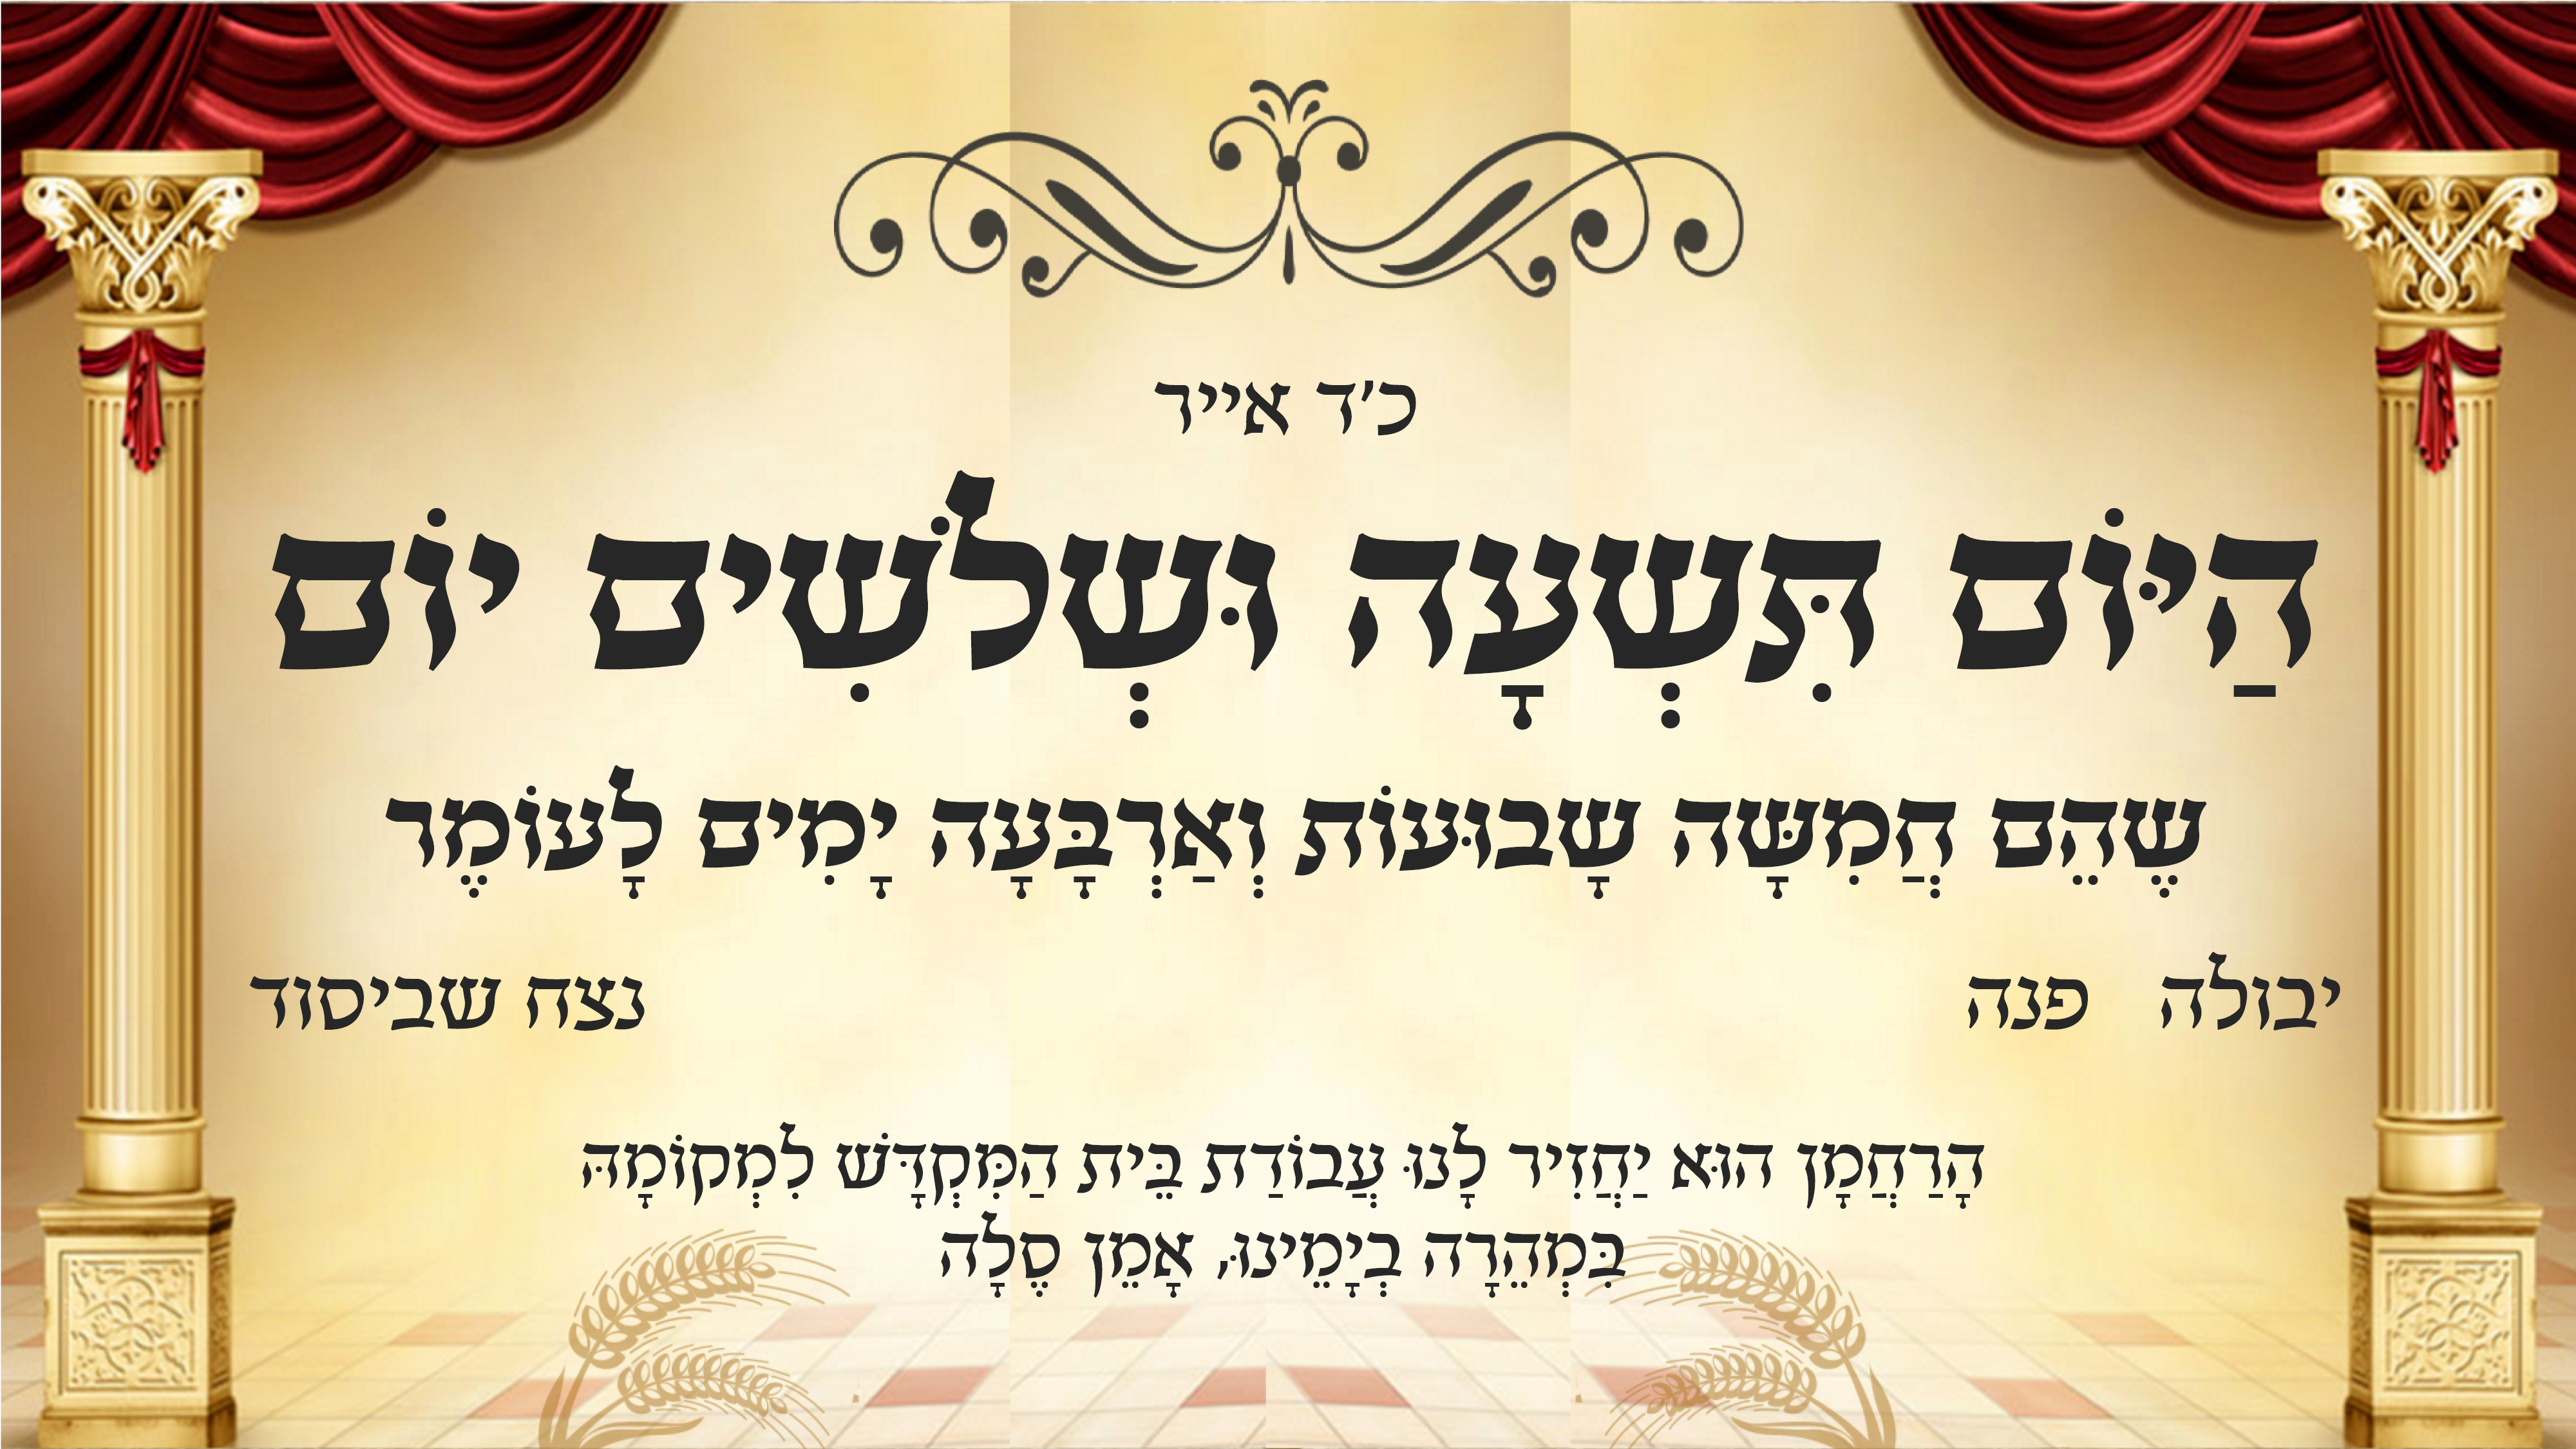 כ'ד אייר
הַיּוֹם תִּשְׁעָה וּשְׁלֹשִׁים יוֹם
שֶׁהֵם חֲמִשָּׁה שָׁבוּעוֹת וְאַרְבָּעָה יָמִים לָעוֹמֶר
יבולה פנה נצח שביסוד
הָרַחֲמָן הוּא יַחֲזִיר לָנוּ עֲבוֹדַת בֵּית הַמִּקְדָּשׁ לִמְקוֹמָהּ
בִּמְהֵרָה בְיָמֵינוּ, אָמֵן סֶלָה